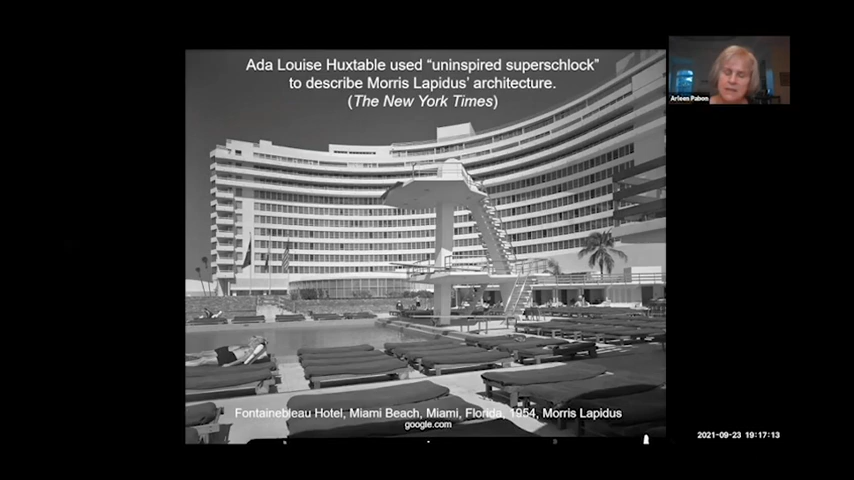 Ada Louise Huxtable used “uninspired superschlock”
to describe Morris Lapidus’ architecture.
(The New York Times)
Arleen Pabon
Fontainebleau Hotel, Miami Beach, Miami, Florida, 1954, Morris Lapidus
google.com
2021-09-23 19:17:13